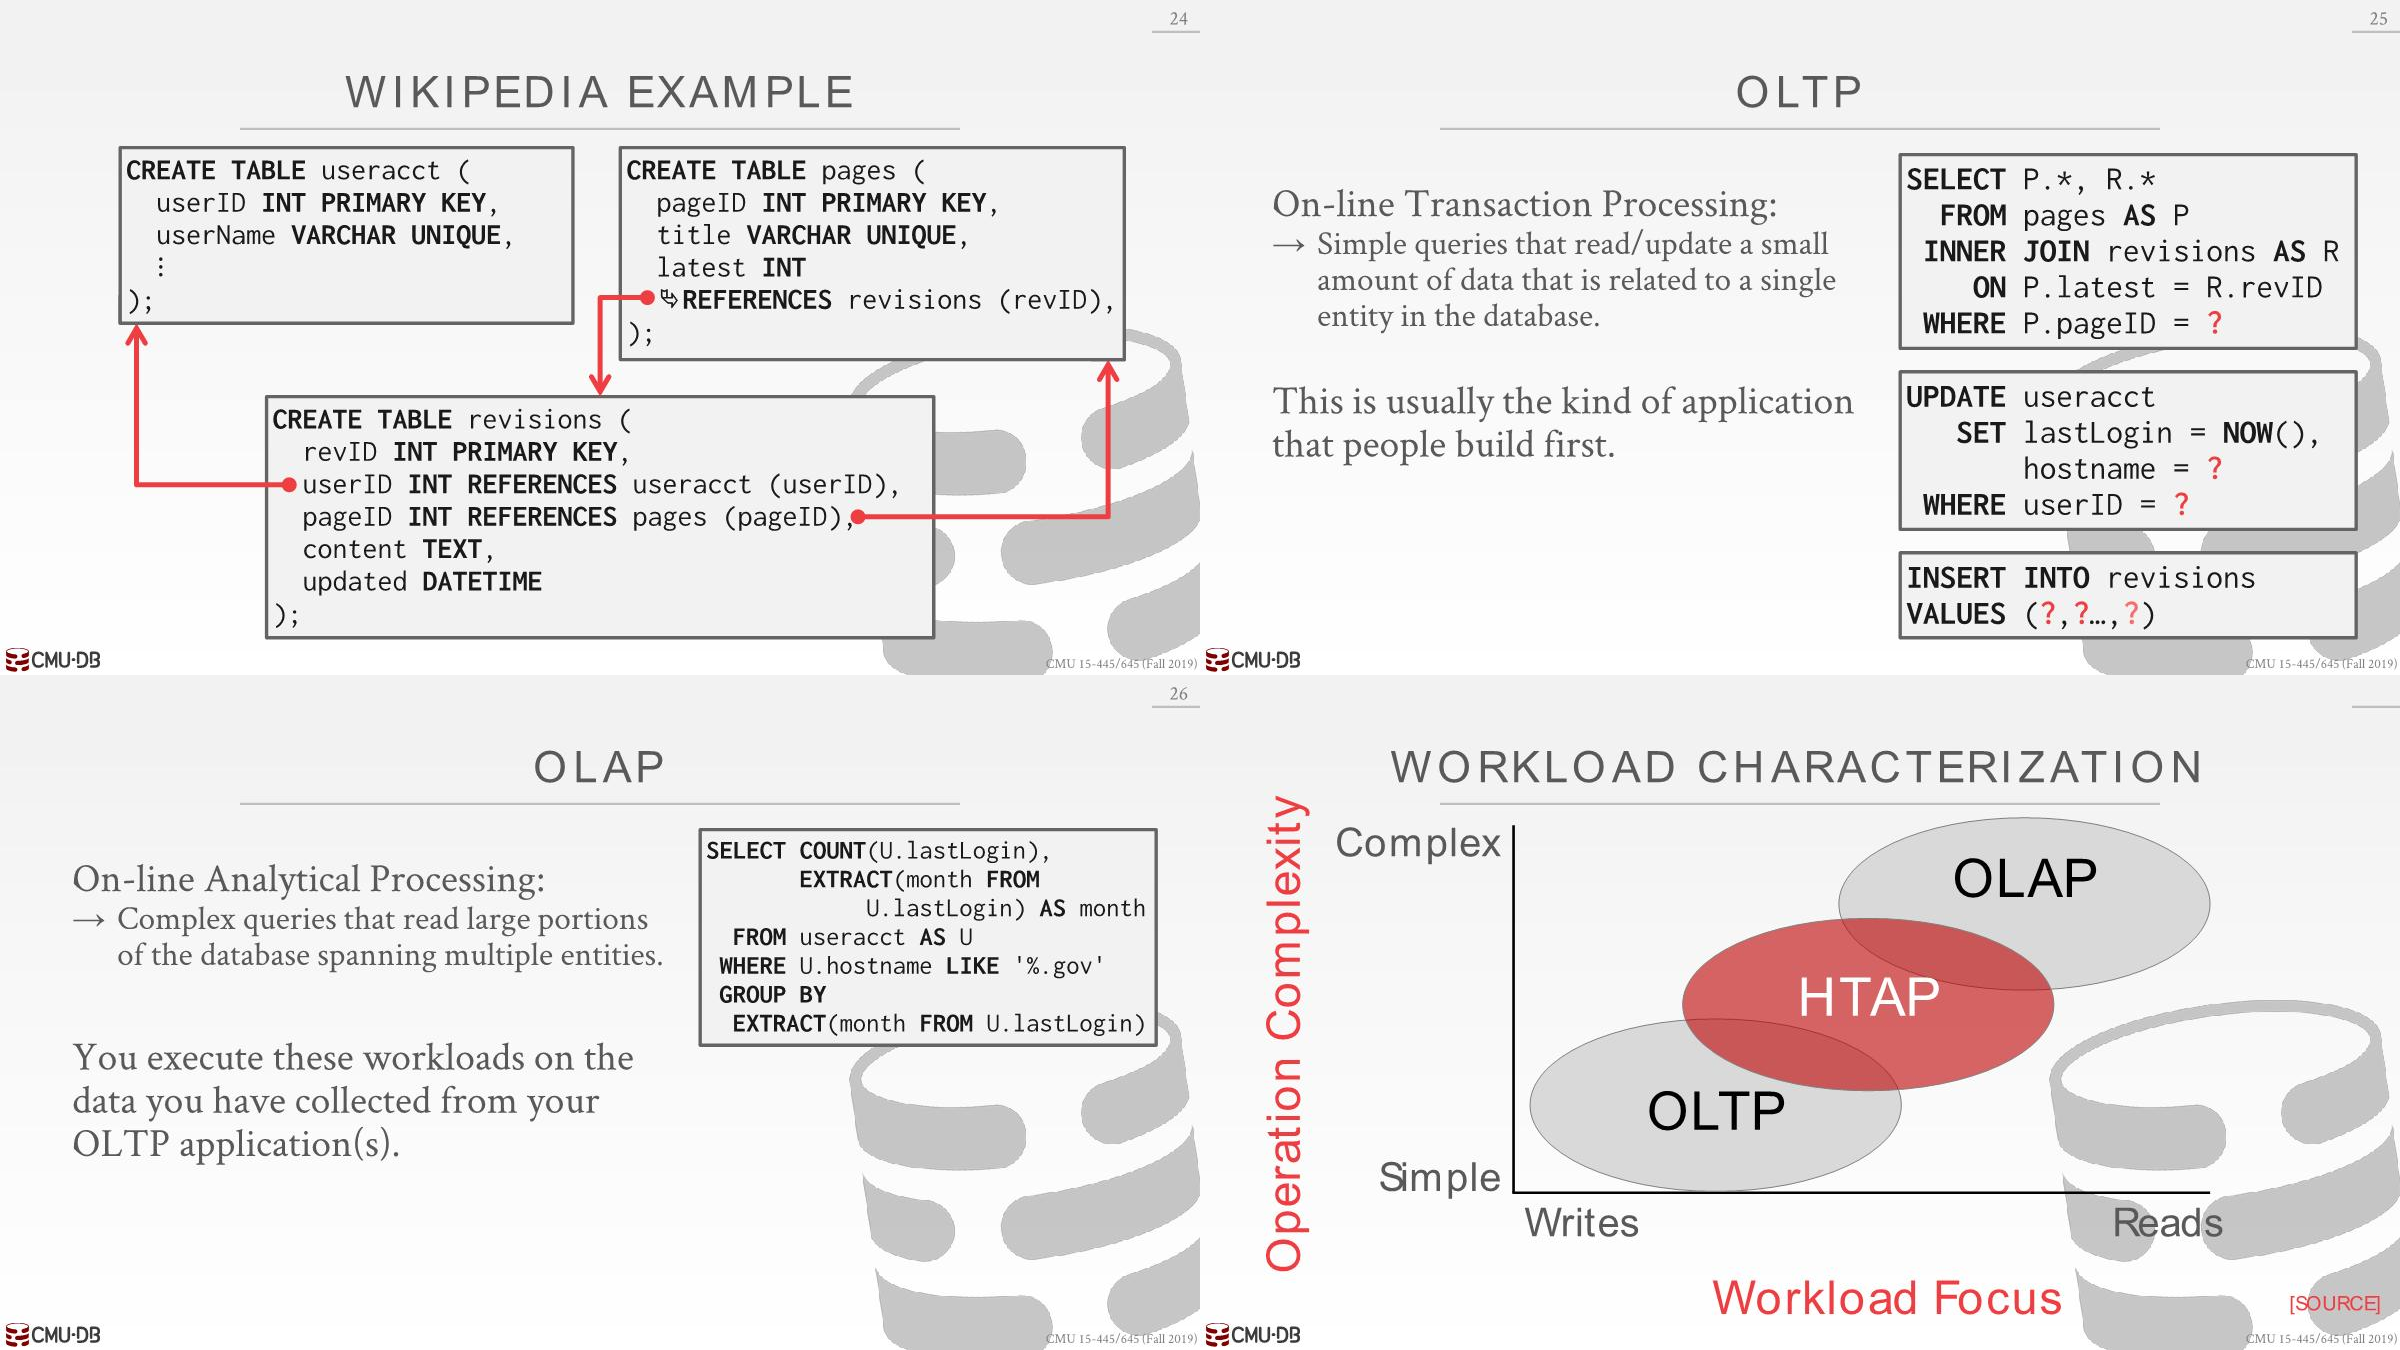 24
WIKIPEDIA EXAMPLE
CREATE TABLE useracct (
userID INT PRIMARY KEY,
userName VARCHAR UNIQUE,
⋮
);
CREATE TABLE pages (
pageID INT PRIMARY KEY,
title VARCHAR UNIQUE,
latest INT
⮡REFERENCES revisions (revID),
);
CREATE TABLE revisions (
revID INT PRIMARY KEY,
userID INT REFERENCES useracct (userID),
pageID INT REFERENCES pages (pageID),
content TEXT,
updated DATETIME
);
CMU·DB
CMU 15-445/645 (Fall 2019)
25
OLTP
On-line Transaction Processing:
→ Simple queries that read/update a small
amount of data that is related to a single
entity in the database.
This is usually the kind of application
that people build first.
SELECT P.*, R.*
FROM pages AS P
INNER JOIN revisions AS R
ON P.latest = R.revID
WHERE P.pageID = ?
UPDATE useracct
SET lastLogin = NOW(),
hostname = ?
WHERE userID = ?
INSERT INTO revisions
VALUES (?,?…,?)
CMU·DB
CMU 15-445/645 (Fall 2019)
26
OLAP
On-line Analytical Processing:
→ Complex queries that read large portions
of the database spanning multiple entities.
You execute these workloads on the
data you have collected from your
OLTP application(s).
SELECT COUNT(U.lastLogin),
EXTRACT(month FROM
U.lastLogin) AS month
FROM useracct AS U
WHERE U.hostname LIKE '%.gov'
GROUP BY
EXTRACT(month FROM U.lastLogin)
CMU·DB
CMU 15-445/645 (Fall 2019)
WORKLOAD CHARACTERIZATION
Operation Complexity
Complex
OLAP
HTAP
OLTP
Simple
Writes
Reads
Workload Focus
[SOURCE]
CMU·DB
CMU 15-445/645 (Fall 2019)